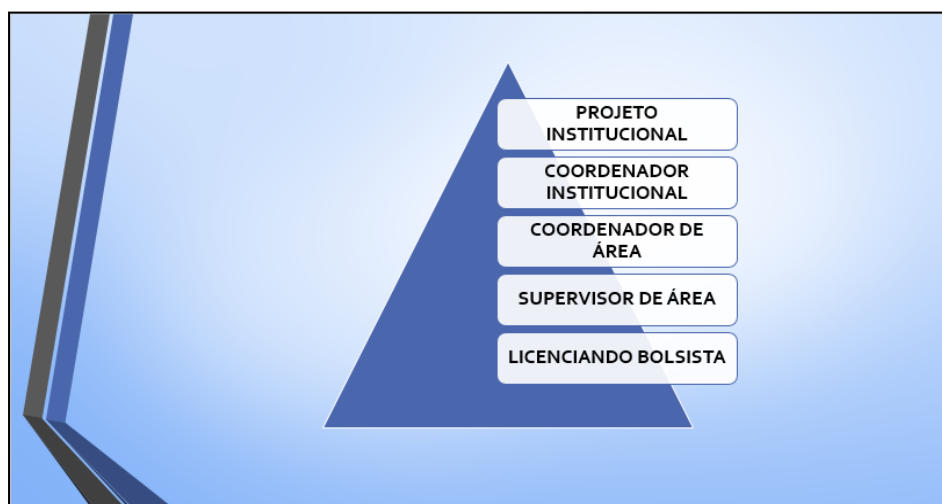 PROJETO
INSTITUCIONAL
COORDENADOR
INSTITUCIONAL
COORDENADOR DE
ÁREA
SUPERVISOR DE ÁREA
LICENCIANDO BOLSISTA